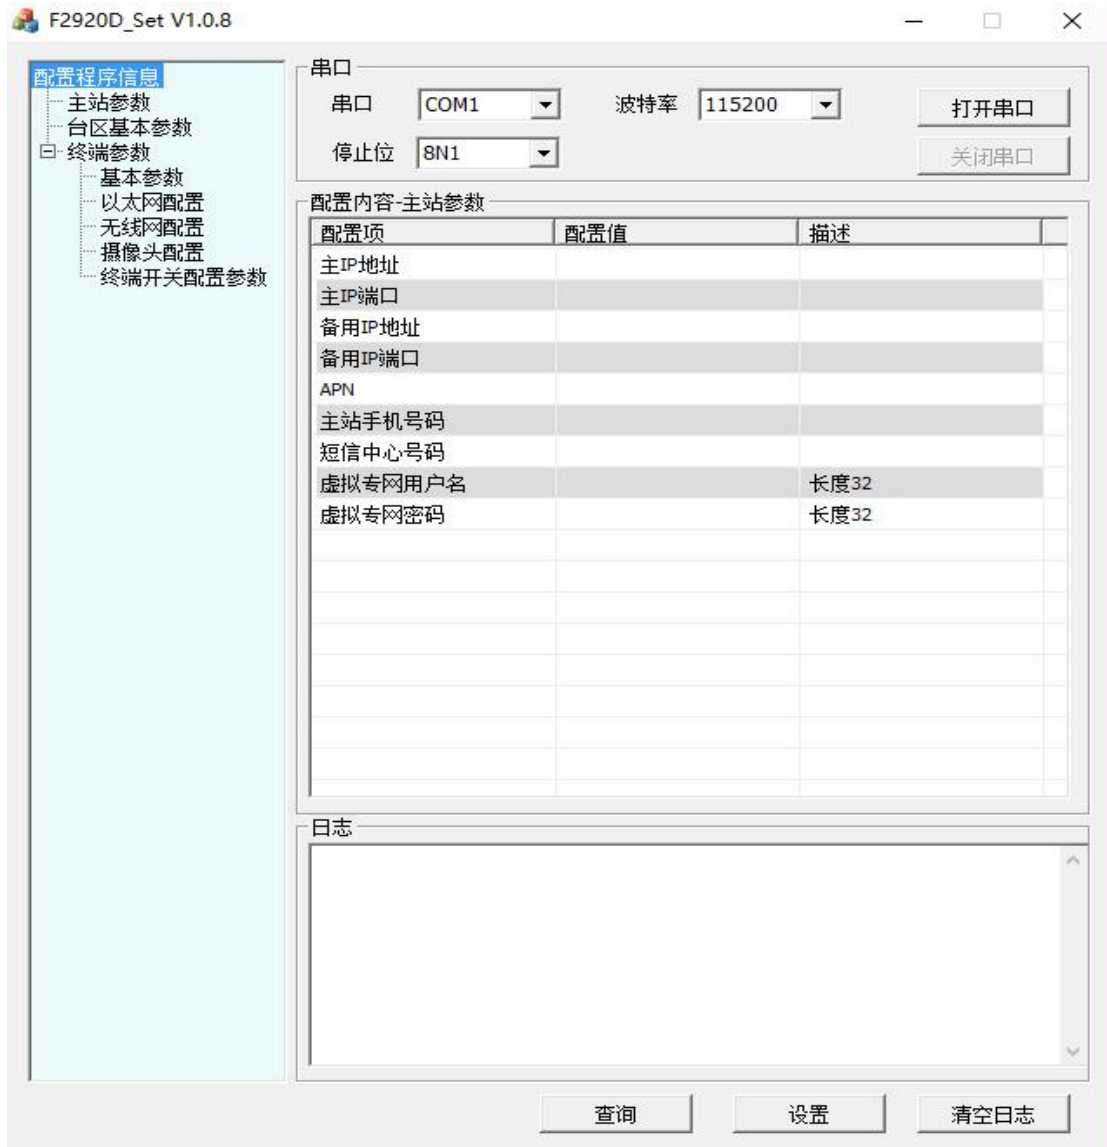 F2920D_Set V1.0.8
配置程序信息
主站参数
台区基本参数
终端参数
基本参数
以太网配置
无线网配置
摄像头配置
终端开关配置参数
串口
串口 COM1 波特率 115200 打开串口
停止位 8N1 关闭串口
配置内容-主站参数
配置项 配置值 描述
主IP地址
主IP端口
备用IP地址
备用IP端口
APN
主站手机号码
短信中心号码
虚拟专网用户名 长度32
虚拟专网密码 长度32
日志
查询 设置 清空日志